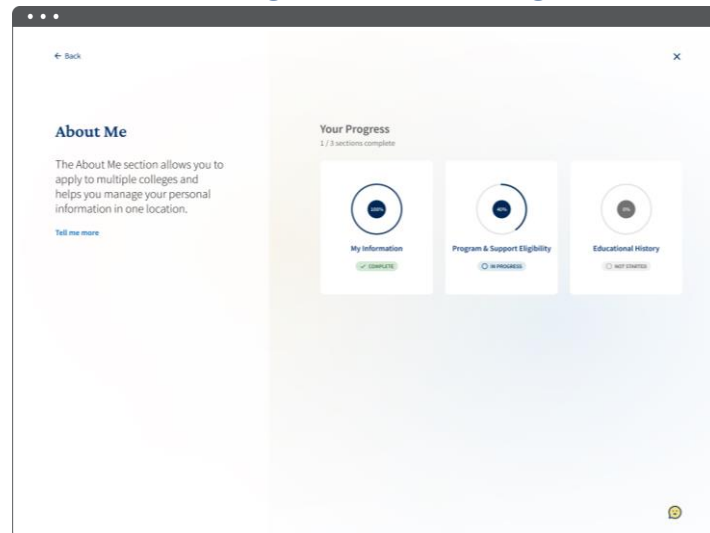 ← Back
×
About Me
The About Me section allows you to
apply to multiple colleges and
helps you manage your personal
information in one location.
Tell me more
Your Progress
1 / 3 sections complete
100%
40%
0%
My Information
Program & Support Eligibility
Educational History
✓ COMPLETE
IN PROGRESS
NOT STARTED